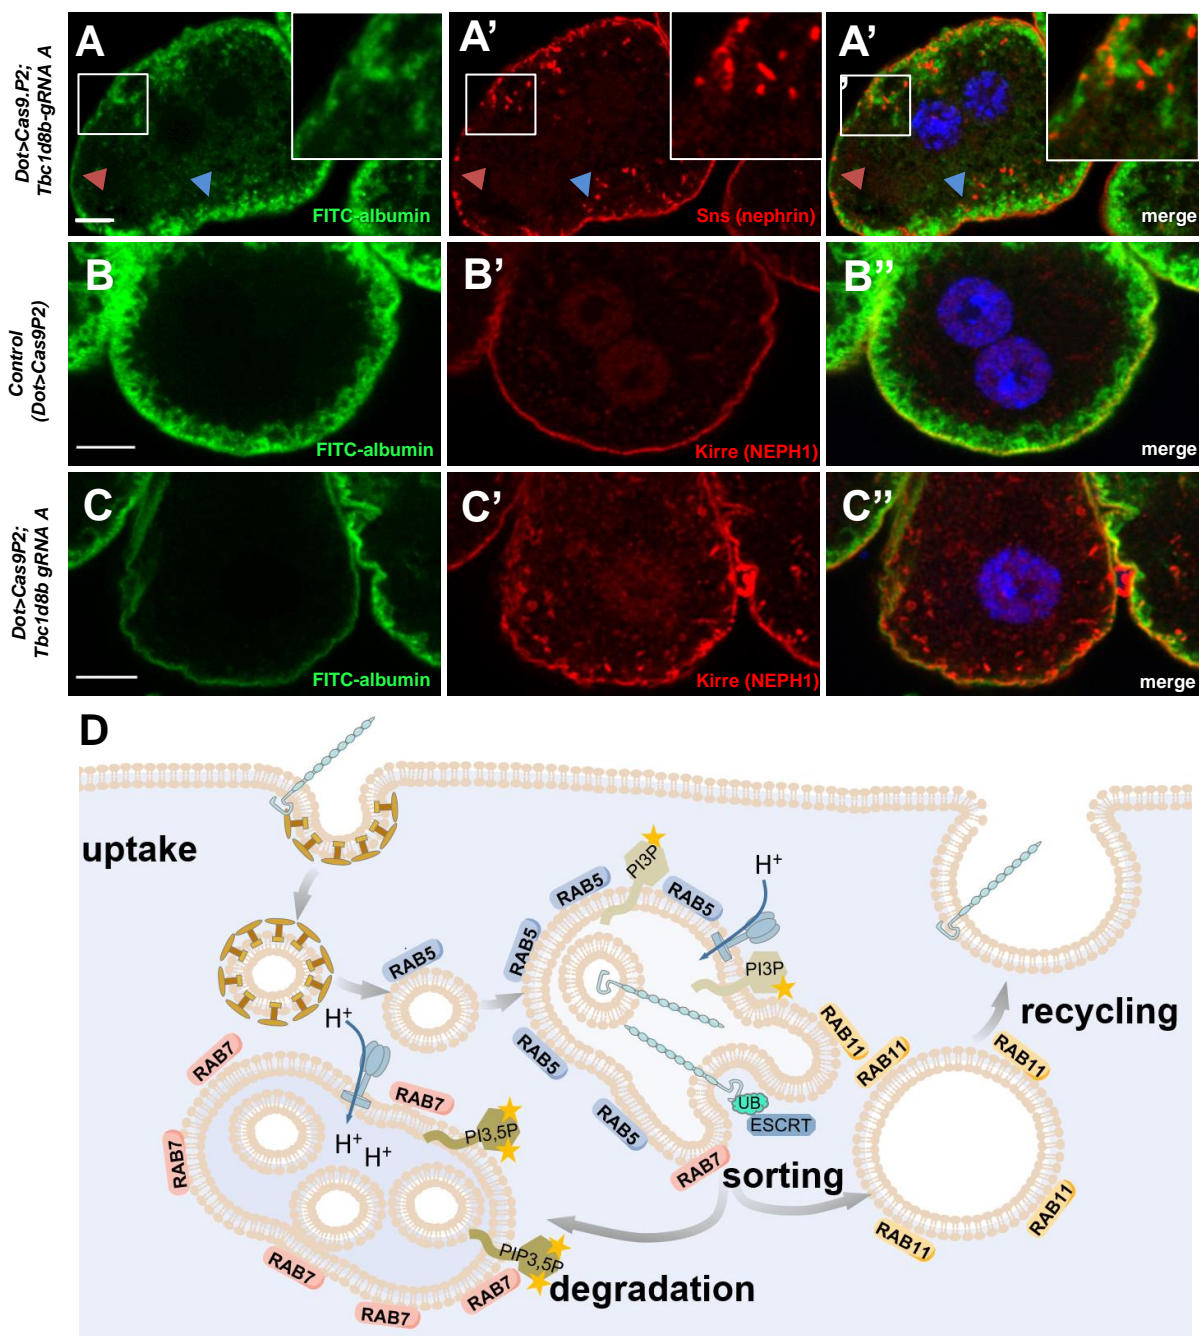 A
A’
A’
’
Dot>Cas9.P2;
Tbc1d8b-gRNA A
FITC-albumin
Sns (nephrin)
merge
B
B’
B”
Control
(Dot>Cas9P2)
FITC-albumin
Kirre (NEPH1)
merge
C
C’
C”
Dot>Cas9P2;
Tbc1d8b gRNA A
FITC-albumin
Kirre (NEPH1)
merge
D
uptake
RAB5
RAB5
RAB5
PI3P
RAB5
H+
PI3P
RAB5
RAB5
UB
ESCRT
RAB7
RAB11
RAB11
RAB11
RAB11
RAB11
recycling
sorting
H+
RAB7
RAB7
RAB7
H+
H+
PI3,5P
PIP3,5P
RAB7
RAB7
RAB7
degradation